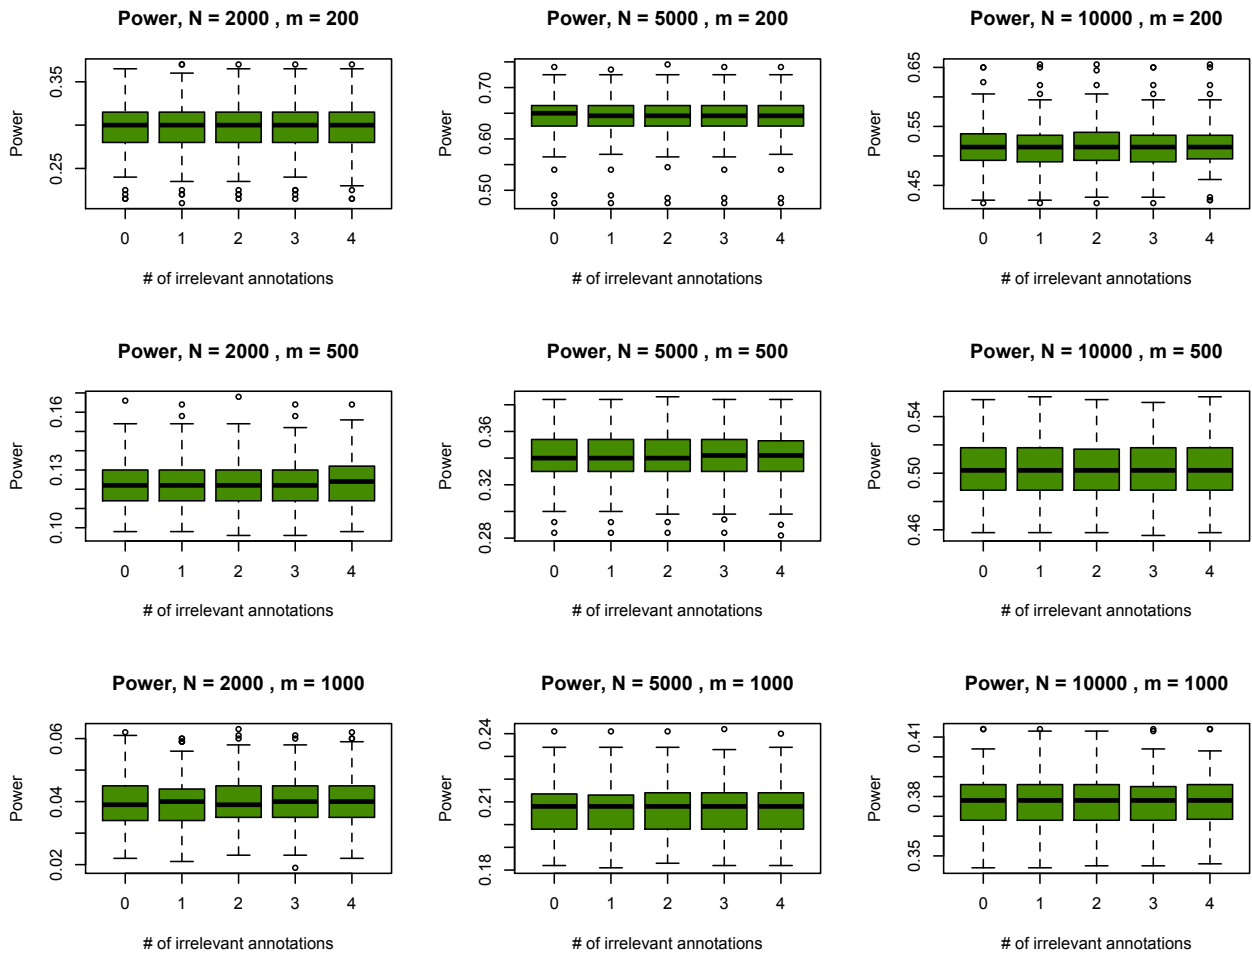 Power, N = 2000 , m = 200
Power
0.25 0.35
0 1 2 3 4
# of irrelevant annotations
Power, N = 5000 , m = 200
Power
0.50 0.60 0.70
0 1 2 3 4
# of irrelevant annotations
Power, N = 10000 , m = 200
Power
0.45 0.55 0.65
0 1 2 3 4
# of irrelevant annotations
Power, N = 2000 , m = 500
Power
0.10 0.13 0.16
0 1 2 3 4
# of irrelevant annotations
Power, N = 5000 , m = 500
Power
0.28 0.32 0.36
0 1 2 3 4
# of irrelevant annotations
Power, N = 10000 , m = 500
Power
0.46 0.50 0.54
0 1 2 3 4
# of irrelevant annotations
Power, N = 2000 , m = 1000
Power
0.02 0.04 0.06
0 1 2 3 4
# of irrelevant annotations
Power, N = 5000 , m = 1000
Power
0.18 0.21 0.24
0 1 2 3 4
# of irrelevant annotations
Power, N = 10000 , m = 1000
Power
0.35 0.38 0.41
0 1 2 3 4
# of irrelevant annotations